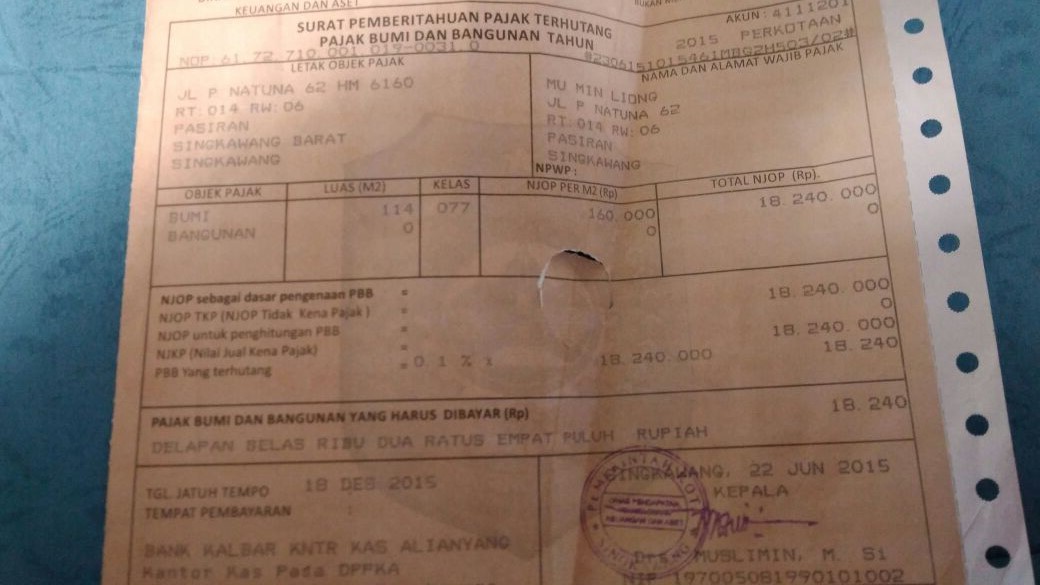 KEUANGAN DAN ASET
SURAT PEMBERITAHUAN PAJAK TERHUTANG
PAJAK BUMI DAN BANGUNAN TAHUN
AKUN : 4111201
2015 PERKOTAAN
NOP: 61.72.710.001.019-0031.0
LETAK OBJEK PAJAK
JL P NATUNA 62 HM 6160
RT:014 RW:06
PASIRAN
SINGKAWANG BARAT
SINGKAWANG
NAMA DAN ALAMAT WAJIB PAJAK
MU MIN LIONG
JL P NATUNA 62
RT:014 RW:06
PASIRAN
SINGKAWANG
NPWP :
OBJEK PAJAK LUAS (M2) KELAS NJOP PER M2 (Rp) TOTAL NJOP (Rp).
BUMI 114 077 160.000 18.240.000
BANGUNAN 0 0 0
NJOP sebagai dasar pengenaan PBB = 18.240.000
NJOP TKP (NJOP Tidak Kena Pajak ) = 0
NJOP untuk penghitungan PBB = 18.240.000
NJKP (Nilai Jual Kena Pajak)
PBB Yang terhutang = 0.1 % x 18.240.000 18.240
PAJAK BUMI DAN BANGUNAN YANG HARUS DIBAYAR (Rp) 18.240
DELAPAN BELAS RIBU DUA RATUS EMPAT PULUH RUPIAH
TGL. JATUH TEMPO 18 DES 2015
TEMPAT PEMBAYARAN :
BANK KALBAR KNTR KAS ALIANYANG
Kantor Kas Pada DPPKA
SINGKAWANG, 22 JUN 2015
KEPALA
PEMERINTAH KOTA
SINGKAWANG
KEUANGAN DAN ASET
Drs. MUSLIMIN, M. Si
NIP 197005081990101002